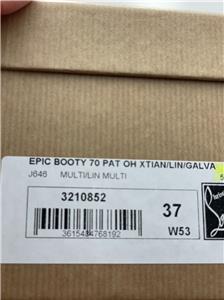 EPIC BOOTY 70 PAT OH XTIAN/LIN/GALVA
J646 MULTI/LIN MULTI
3210852
37
W53
3615484768192